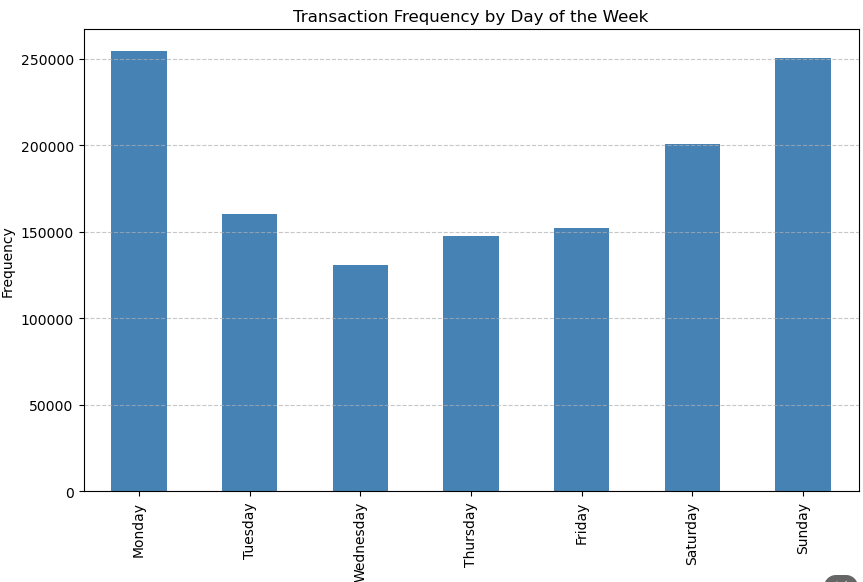 Transaction Frequency by Day of the Week
Frequency
250000
200000
150000
100000
50000
0
Monday
Tuesday
Wednesday
Thursday
Friday
Saturday
Sunday